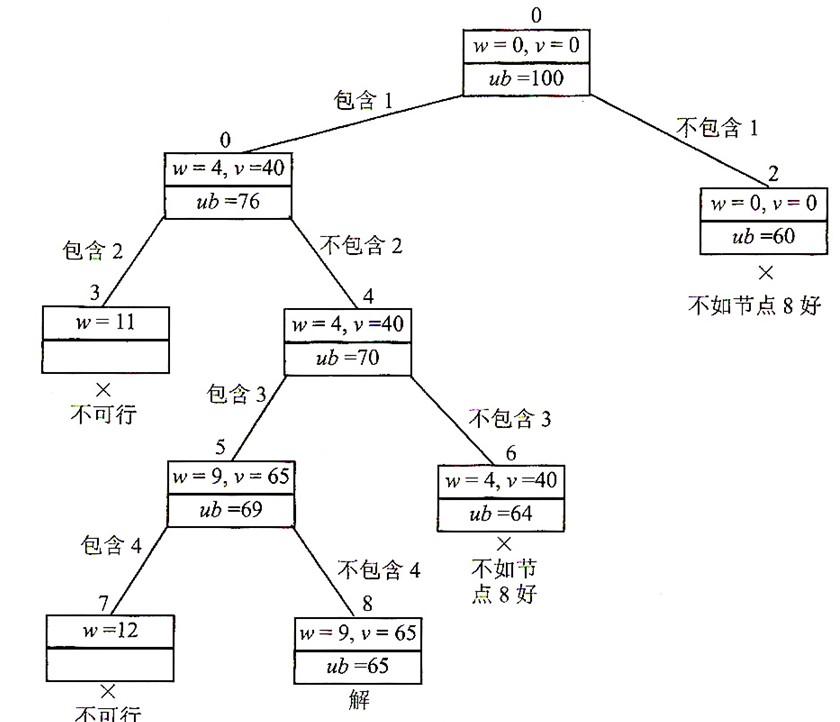 0
w = 0, v = 0
ub =100
包含 1
不包含 1
0
w = 4, v =40
ub =76
2
w = 0, v = 0
ub =60
×
不如节点 8 好
包含 2
不包含 2
3
w = 11
×
不可行
4
w = 4, v =40
ub =70
包含 3
不包含 3
5
w = 9, v = 65
ub =69
6
w = 4, v =40
ub =64
×
不如节
点 8 好
包含 4
不包含 4
7
w =12
×
不可行
8
w = 9, v = 65
ub =65
解